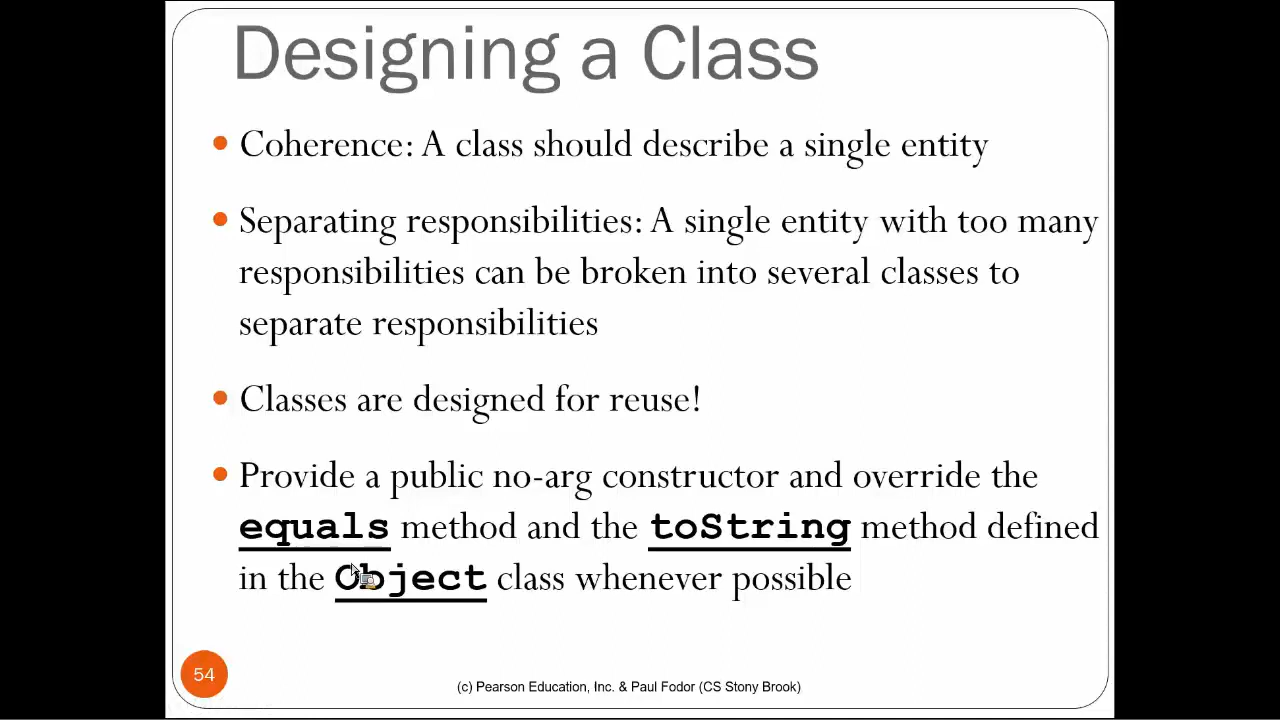 Designing a Class
• Coherence: A class should describe a single entity
• Separating responsibilities: A single entity with too many
responsibilities can be broken into several classes to
separate responsibilities
• Classes are designed for reuse!
• Provide a public no-arg constructor and override the
equals method and the toString method defined
in the Object class whenever possible
54
(c) Pearson Education, Inc. & Paul Fodor (CS Stony Brook)